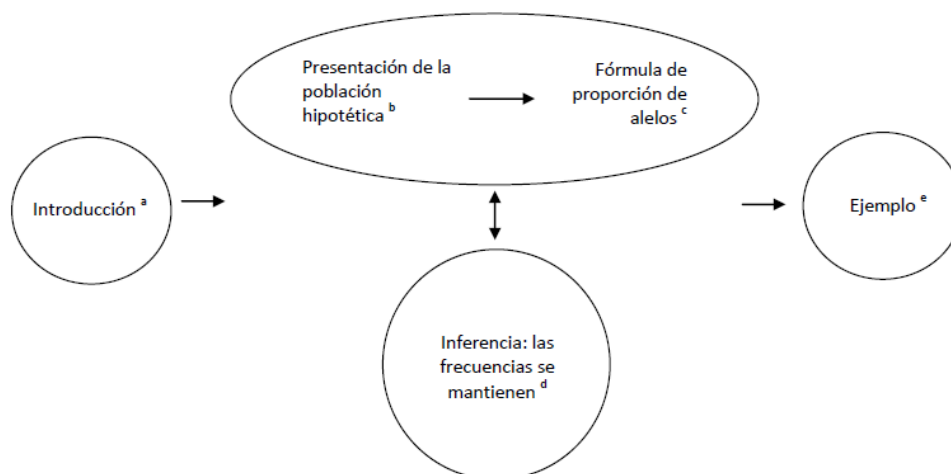 Presentación de la
población
hipotética b
Fórmula de
proporción de
alelos c
Introducción a
Ejemplo e
Inferencia: las
frecuencias se
mantienen d